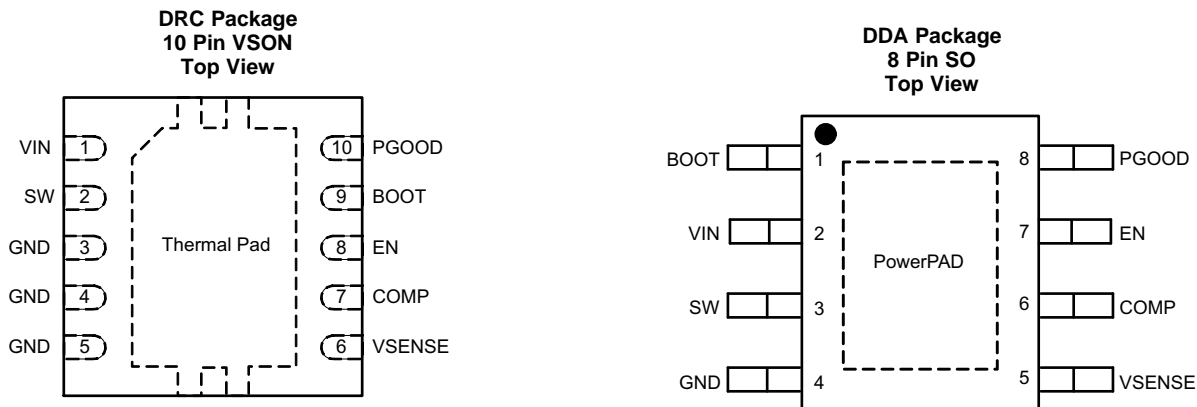 DRC Package
10 Pin VSON
Top View
VIN 1
SW 2
GND 3
GND 4
GND 5
Thermal Pad
10 PGOOD
9 BOOT
8 EN
7 COMP
6 VSENSE
DDA Package
8 Pin SO
Top View
BOOT 1
VIN 2
SW 3
GND 4
PowerPAD
8 PGOOD
7 EN
6 COMP
5 VSENSE